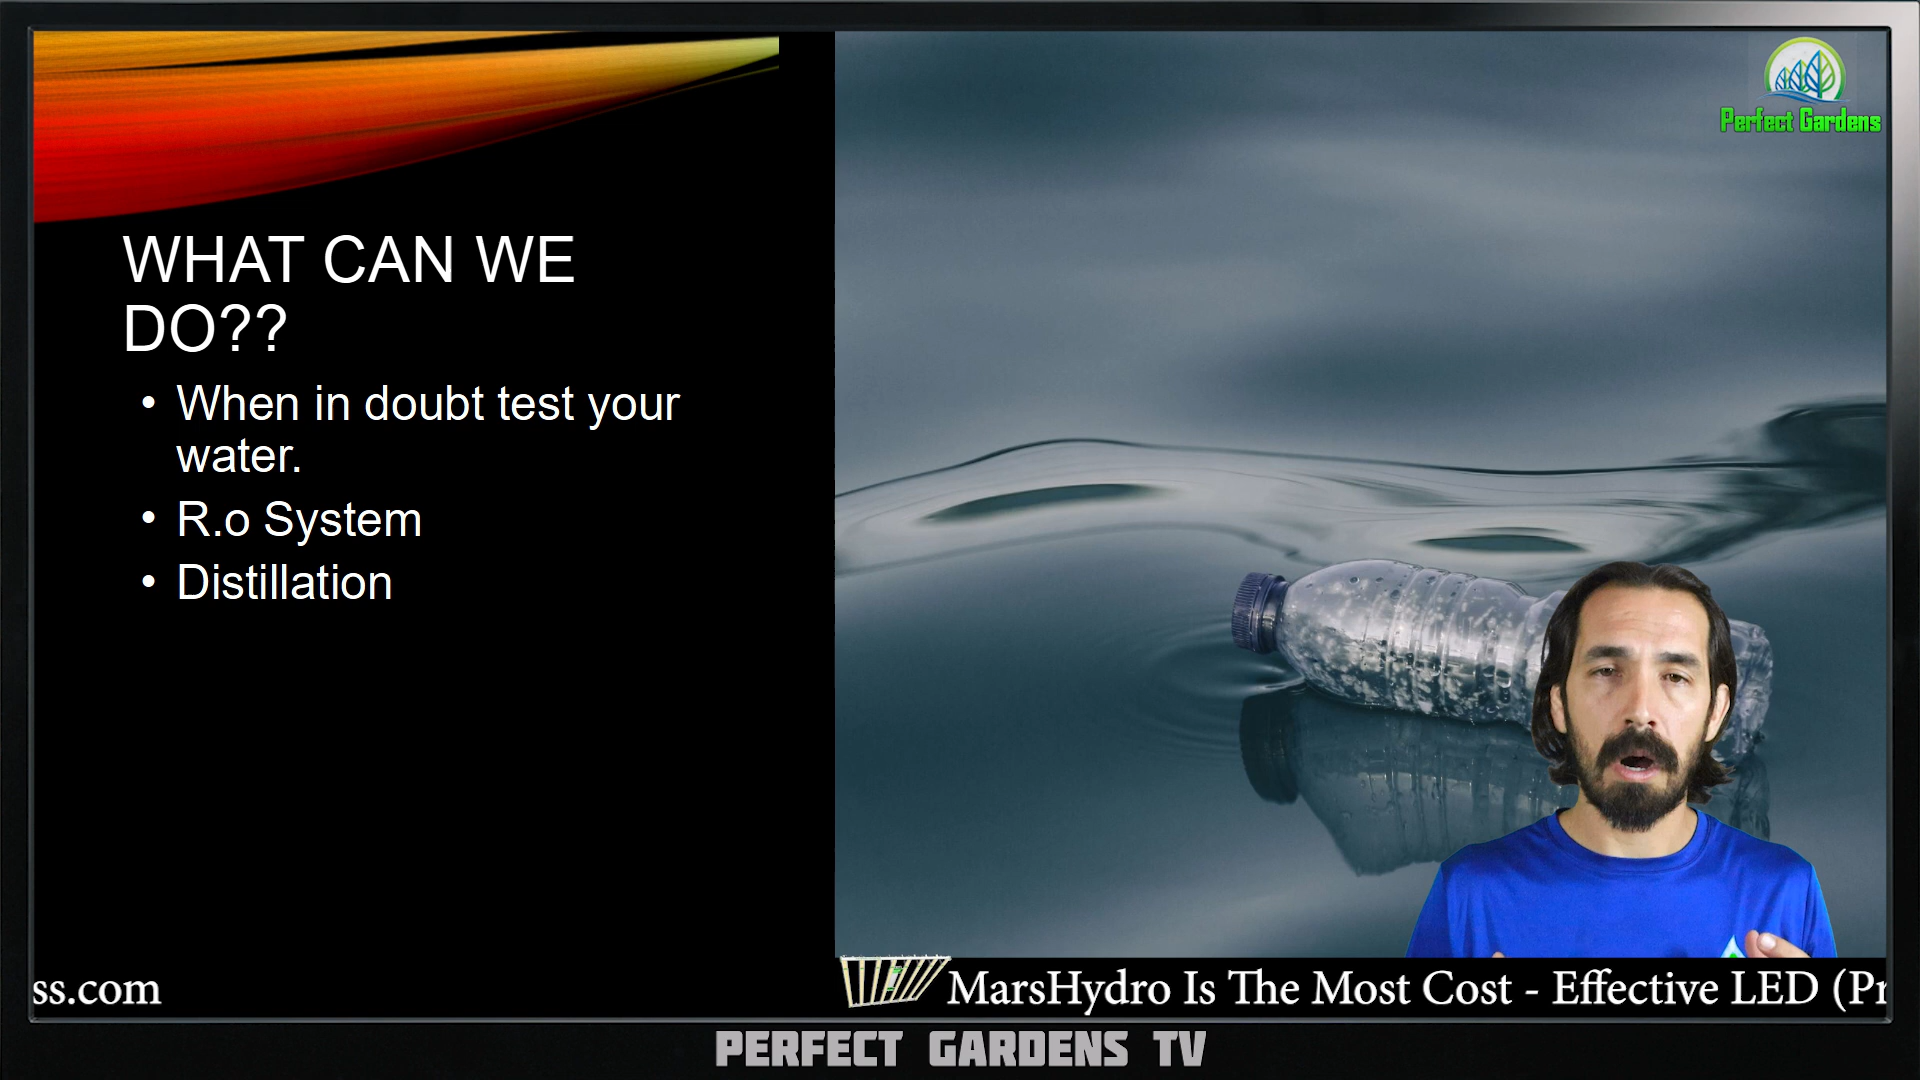 Perfect Gardens
WHAT CAN WE
DO??
• When in doubt test your
water.
• R.o System
• Distillation
ss.com
MarsHydro Is The Most Cost - Effective LED (Pr
PERFECT GARDENS TV